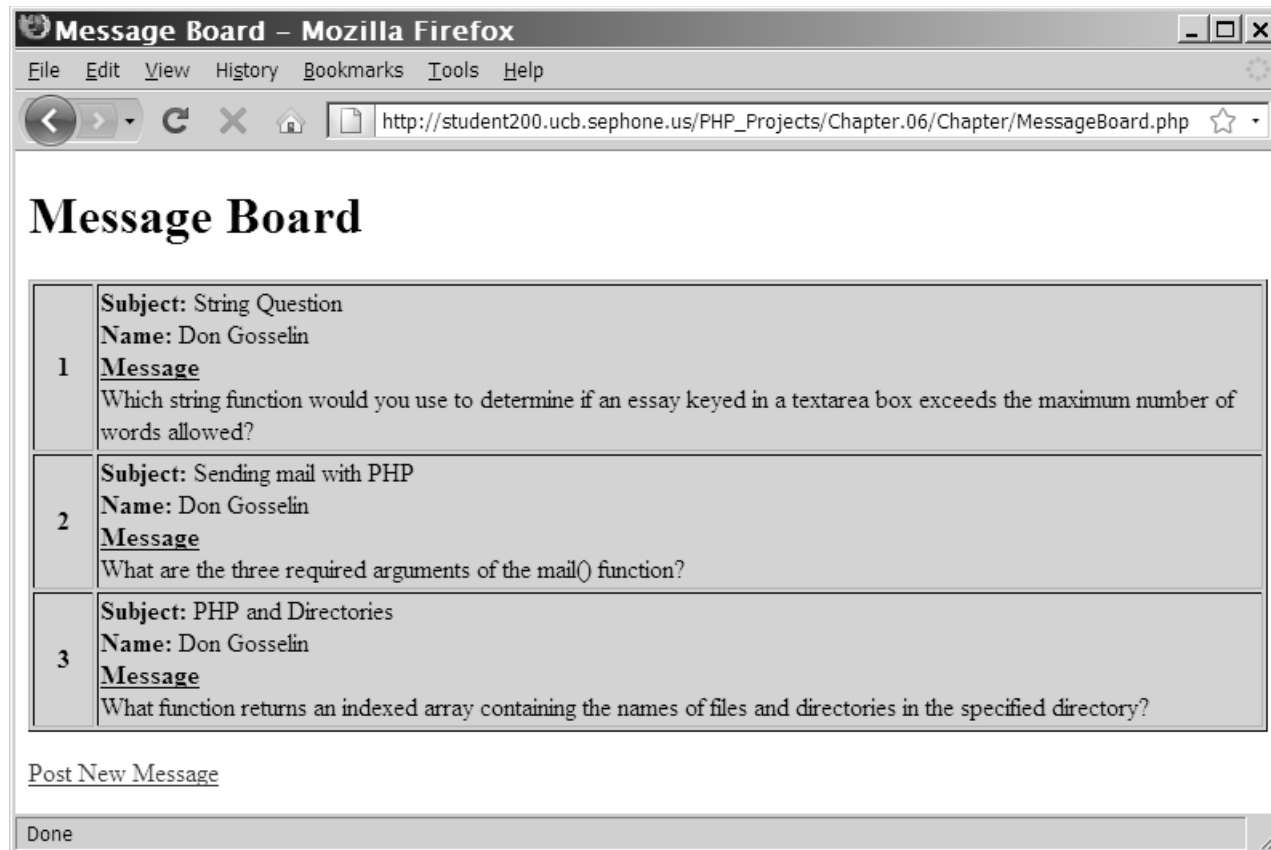 Message Board – Mozilla Firefox
File Edit View History Bookmarks Tools Help
http://student200.ucb.sephone.us/PHP_Projects/Chapter.06/Chapter/MessageBoard.php
Message Board
Subject: String Question
Name: Don Gosselin
1
Message
Which string function would you use to determine if an essay keyed in a textarea box exceeds the maximum number of
words allowed?
Subject: Sending mail with PHP
Name: Don Gosselin
2
Message
What are the three required arguments of the mail() function?
Subject: PHP and Directories
Name: Don Gosselin
3
Message
What function returns an indexed array containing the names of files and directories in the specified directory?
Post New Message
Done